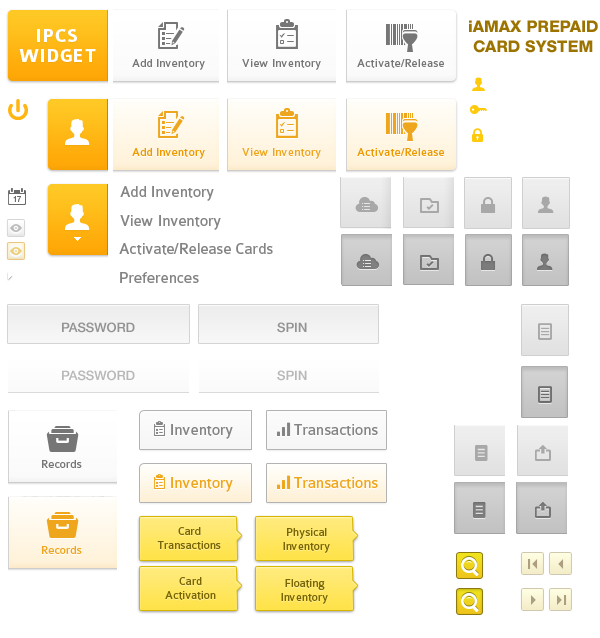 IPCS
WIDGET
Add Inventory
View Inventory
Activate/Release
iAMAX PREPAID
CARD SYSTEM
Add Inventory
View Inventory
Activate/Release
17
Add Inventory
View Inventory
Activate/Release Cards
Preferences
PASSWORD
SPIN
PASSWORD
SPIN
Records
Inventory
Transactions
Records
Inventory
Transactions
Card
Transactions
Physical
Inventory
Card
Activation
Floating
Inventory